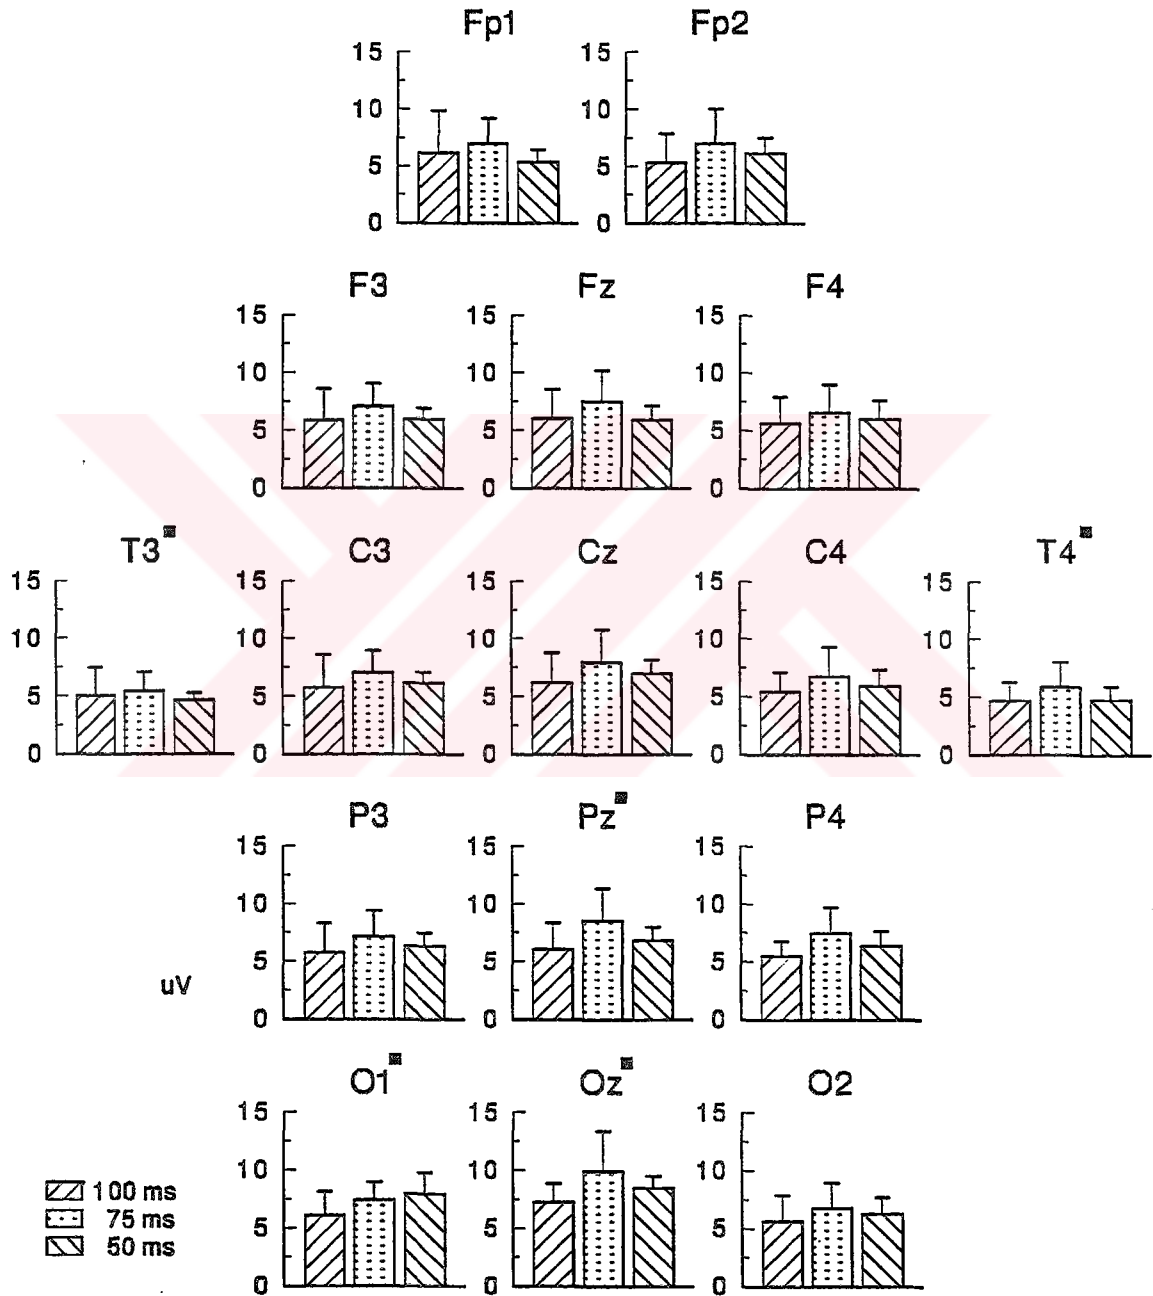 Fp1 Fp2
15 15
10 10
5 5
0 0
F3 Fz F4
15 15 15
10 10 10
5 5 5
0 0 0
T3■ C3 Cz C4 T4■
15 15 15 15 15
10 10 10 10 10
5 5 5 5 5
0 0 0 0 0
P3 Pz■ P4
15 15 15
10 10 10
5 5 5
uV
0 0 0
O1■ Oz■ O2
15 15 15
10 10 10
100 ms
75 ms
5 5 5
50 ms
0 0 0